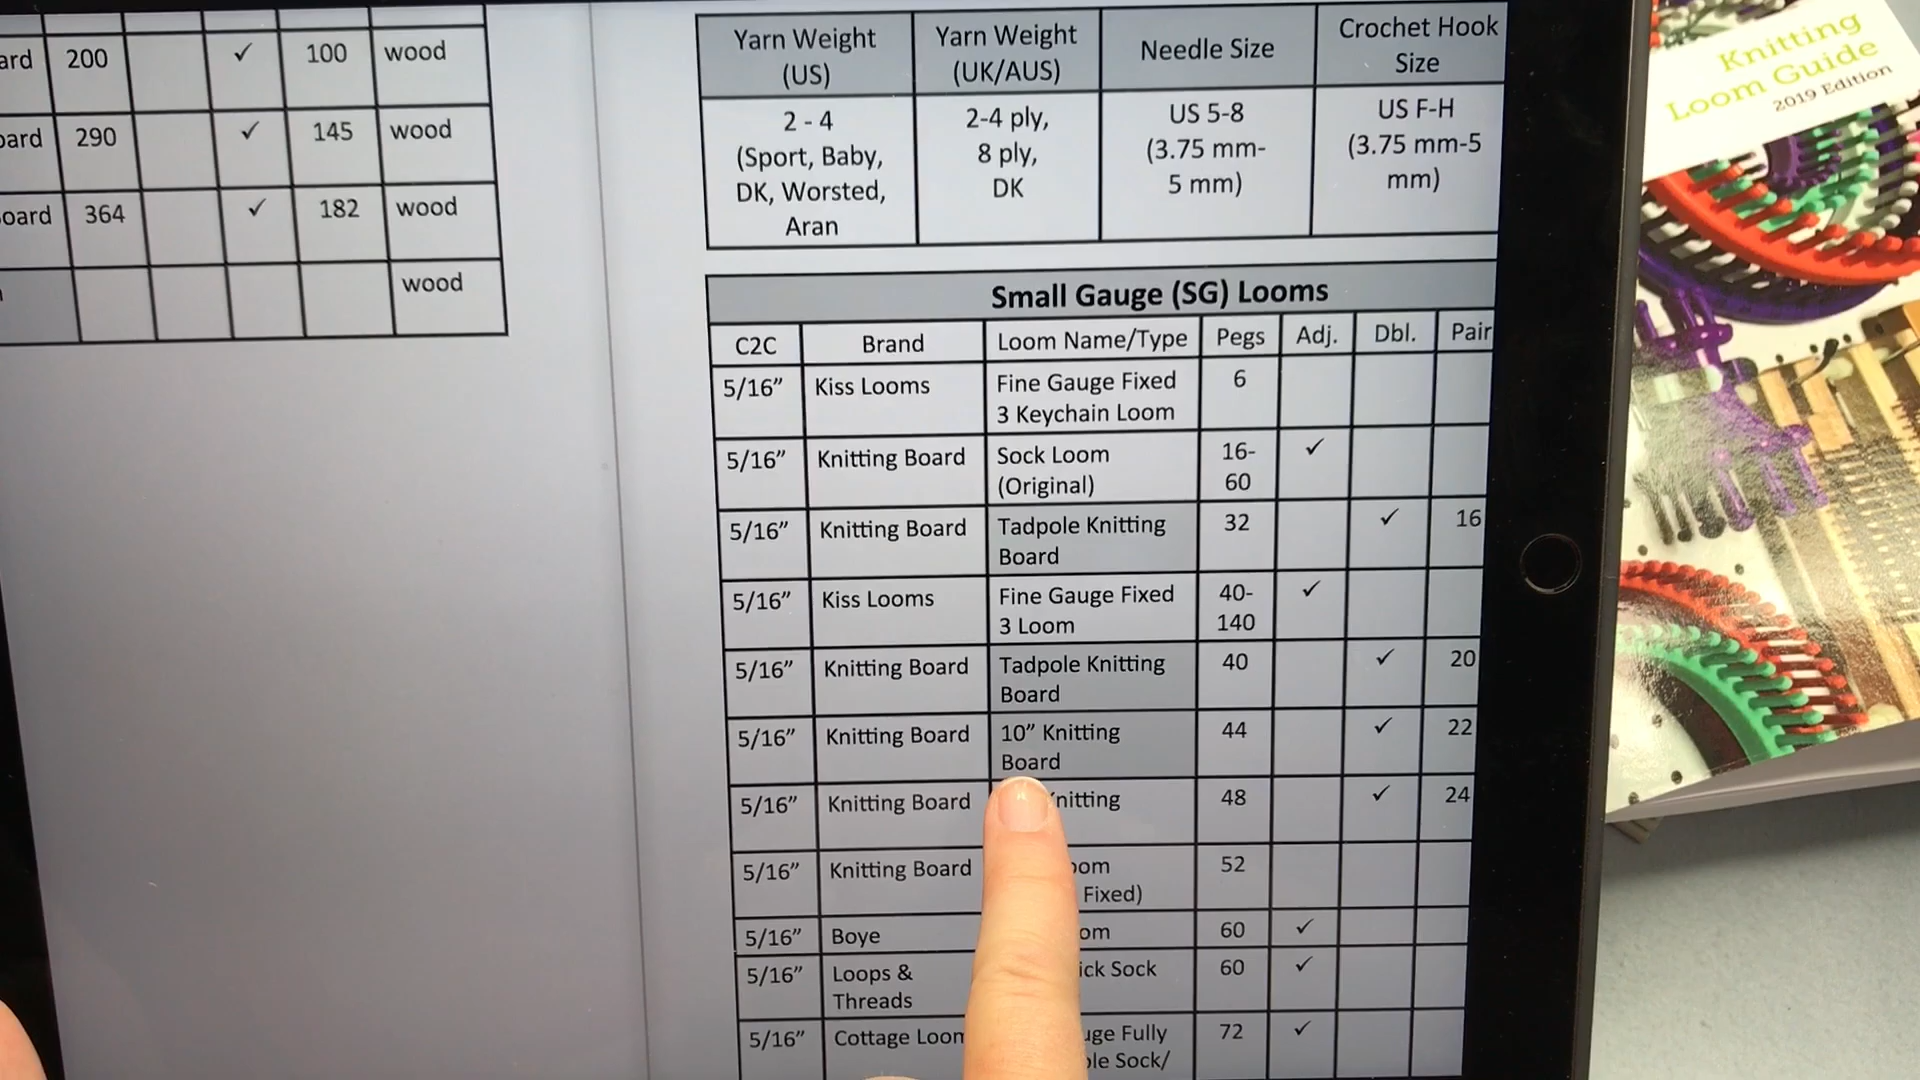 ard 200 ✓ 100 wood
oard 290 ✓ 145 wood
oard 364 ✓ 182 wood
wood
Yarn Weight (US) Yarn Weight (UK/AUS) Needle Size Crochet Hook Size
2 - 4 2-4 ply, US 5-8 US F-H
(Sport, Baby, 8 ply, (3.75 mm- (3.75 mm-5
DK, Worsted, DK 5 mm) mm)
Aran
Small Gauge (SG) Looms
C2C Brand Loom Name/Type Pegs Adj. Dbl. Pair
5/16” Kiss Looms Fine Gauge Fixed 6
3 Keychain Loom
5/16” Knitting Board Sock Loom 16- ✓
(Original) 60
5/16” Knitting Board Tadpole Knitting 32 ✓ 16
Board
5/16” Kiss Looms Fine Gauge Fixed 40- ✓
3 Loom 140
5/16” Knitting Board Tadpole Knitting 40 ✓ 20
Board
5/16” Knitting Board 10” Knitting 44 ✓ 22
Board
5/16” Knitting Board nitting 48 ✓ 24
5/16” Knitting Board oom 52
Fixed)
5/16” Boye om 60 ✓
5/16” Loops & ick Sock 60 ✓
Threads
5/16” Cottage Loom uge Fully 72 ✓
le Sock/
Knitting
Loom Guide
2019 Edition